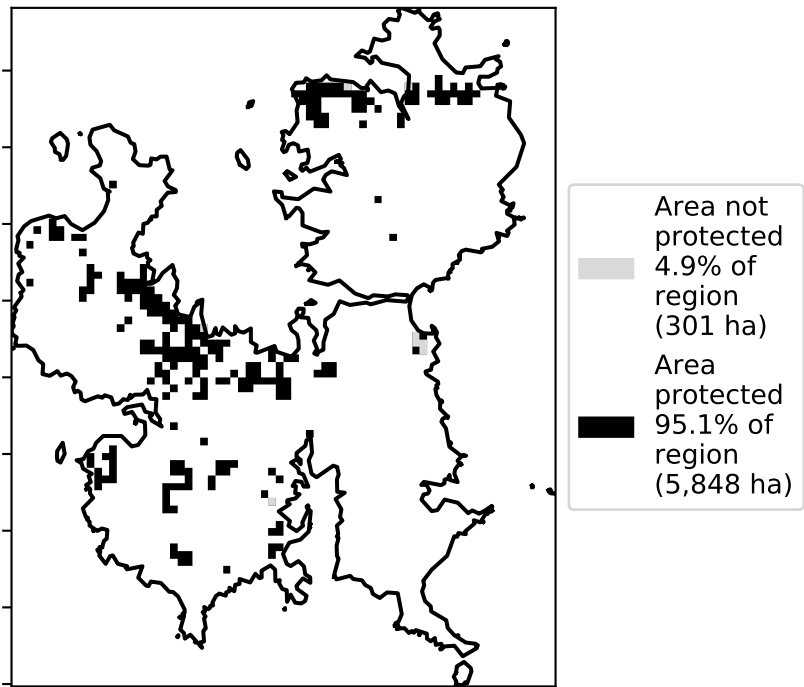 Area not
protected
4.9% of
region
(301 ha)
Area
protected
95.1% of
region
(5,848 ha)